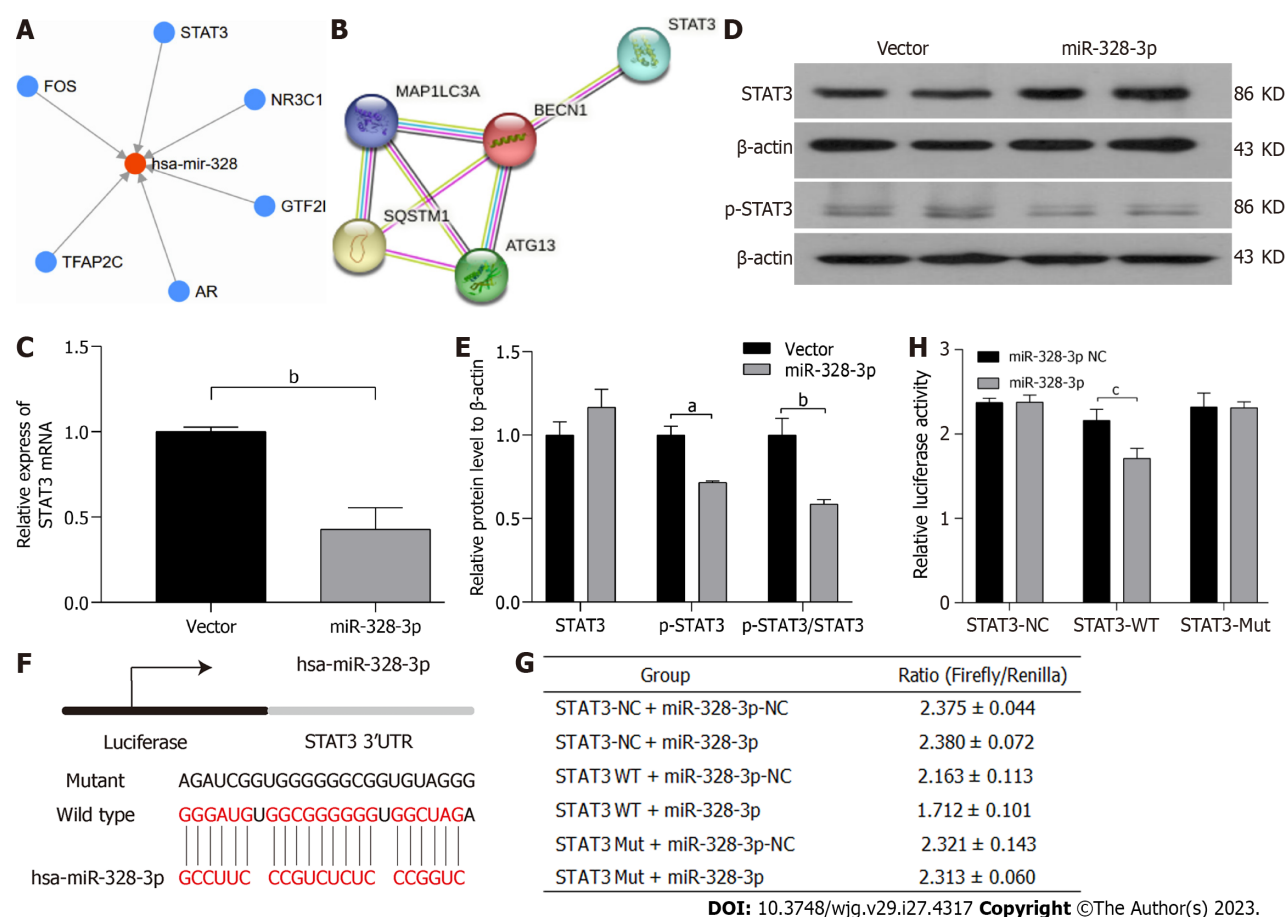 A
STAT3
FOS
NR3C1
hsa-mir-328
GTF2I
TFAP2C
AR
B
STAT3
MAP1LC3A
BECN1
SQSTM1
ATG13
D
Vector miR-328-3p
STAT3 86 KD
β-actin 43 KD
p-STAT3 86 KD
β-actin 43 KD
C
Relative express of
STAT3 mRNA
1.5
1.0
0.5
0.0
b
Vector miR-328-3p
E
Relative protein level to β-actin
1.5
1.0
0.5
0.0
Vector
miR-328-3p
a
b
STAT3 p-STAT3 p-STAT3/STAT3
H
Relative luciferase activity
3
2
1
0
miR-328-3p NC
miR-328-3p
c
STAT3-NC STAT3-WT STAT3-Mut
F
hsa-miR-328-3p
Luciferase STAT3 3’UTR
Mutant AGAUCGGUGGGGGGCGGUGUAGGG
Wild type GGGAUGUGGCGGGGGGUGGCUAGA
hsa-miR-328-3p GCCUUC CCGUCUCUC CCGGUC
G
Group Ratio (Firefly/Renilla)
STAT3-NC + miR-328-3p-NC 2.375 ± 0.044
STAT3-NC + miR-328-3p 2.380 ± 0.072
STAT3 WT + miR-328-3p-NC 2.163 ± 0.113
STAT3 WT + miR-328-3p 1.712 ± 0.101
STAT3 Mut + miR-328-3p-NC 2.321 ± 0.143
STAT3 Mut + miR-328-3p 2.313 ± 0.060
DOI: 10.3748/wjg.v29.i27.4317 Copyright ©The Author(s) 2023.